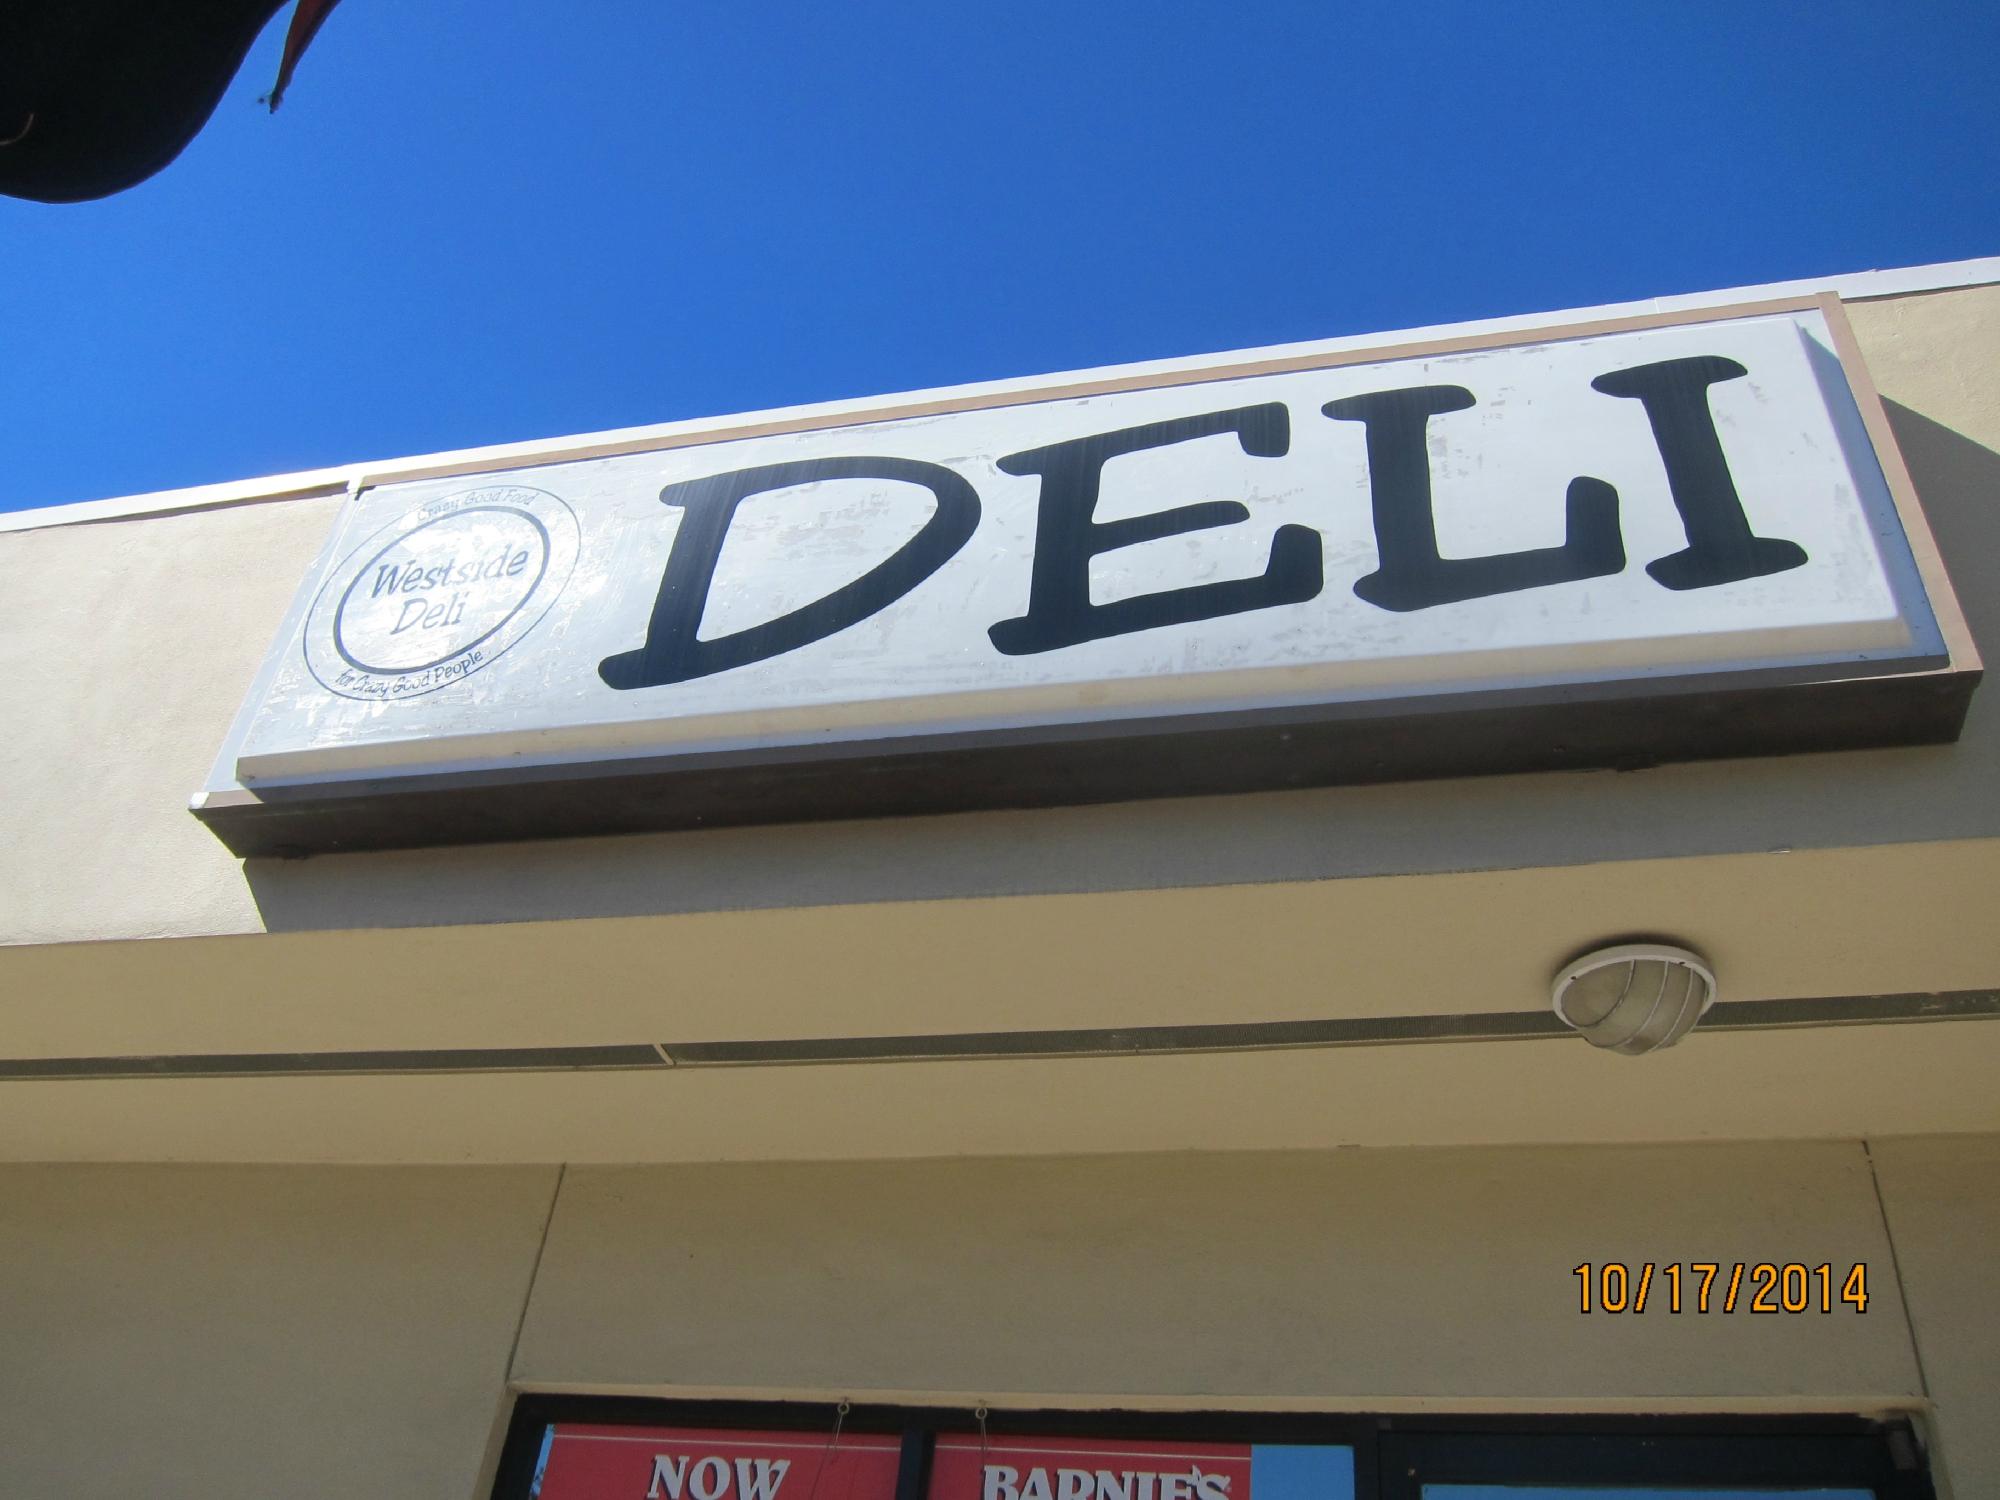 Crazy Good Food
Westside
Deli
for Crazy Good People
DELI
10/17/2014
NOW
BARNIE'S